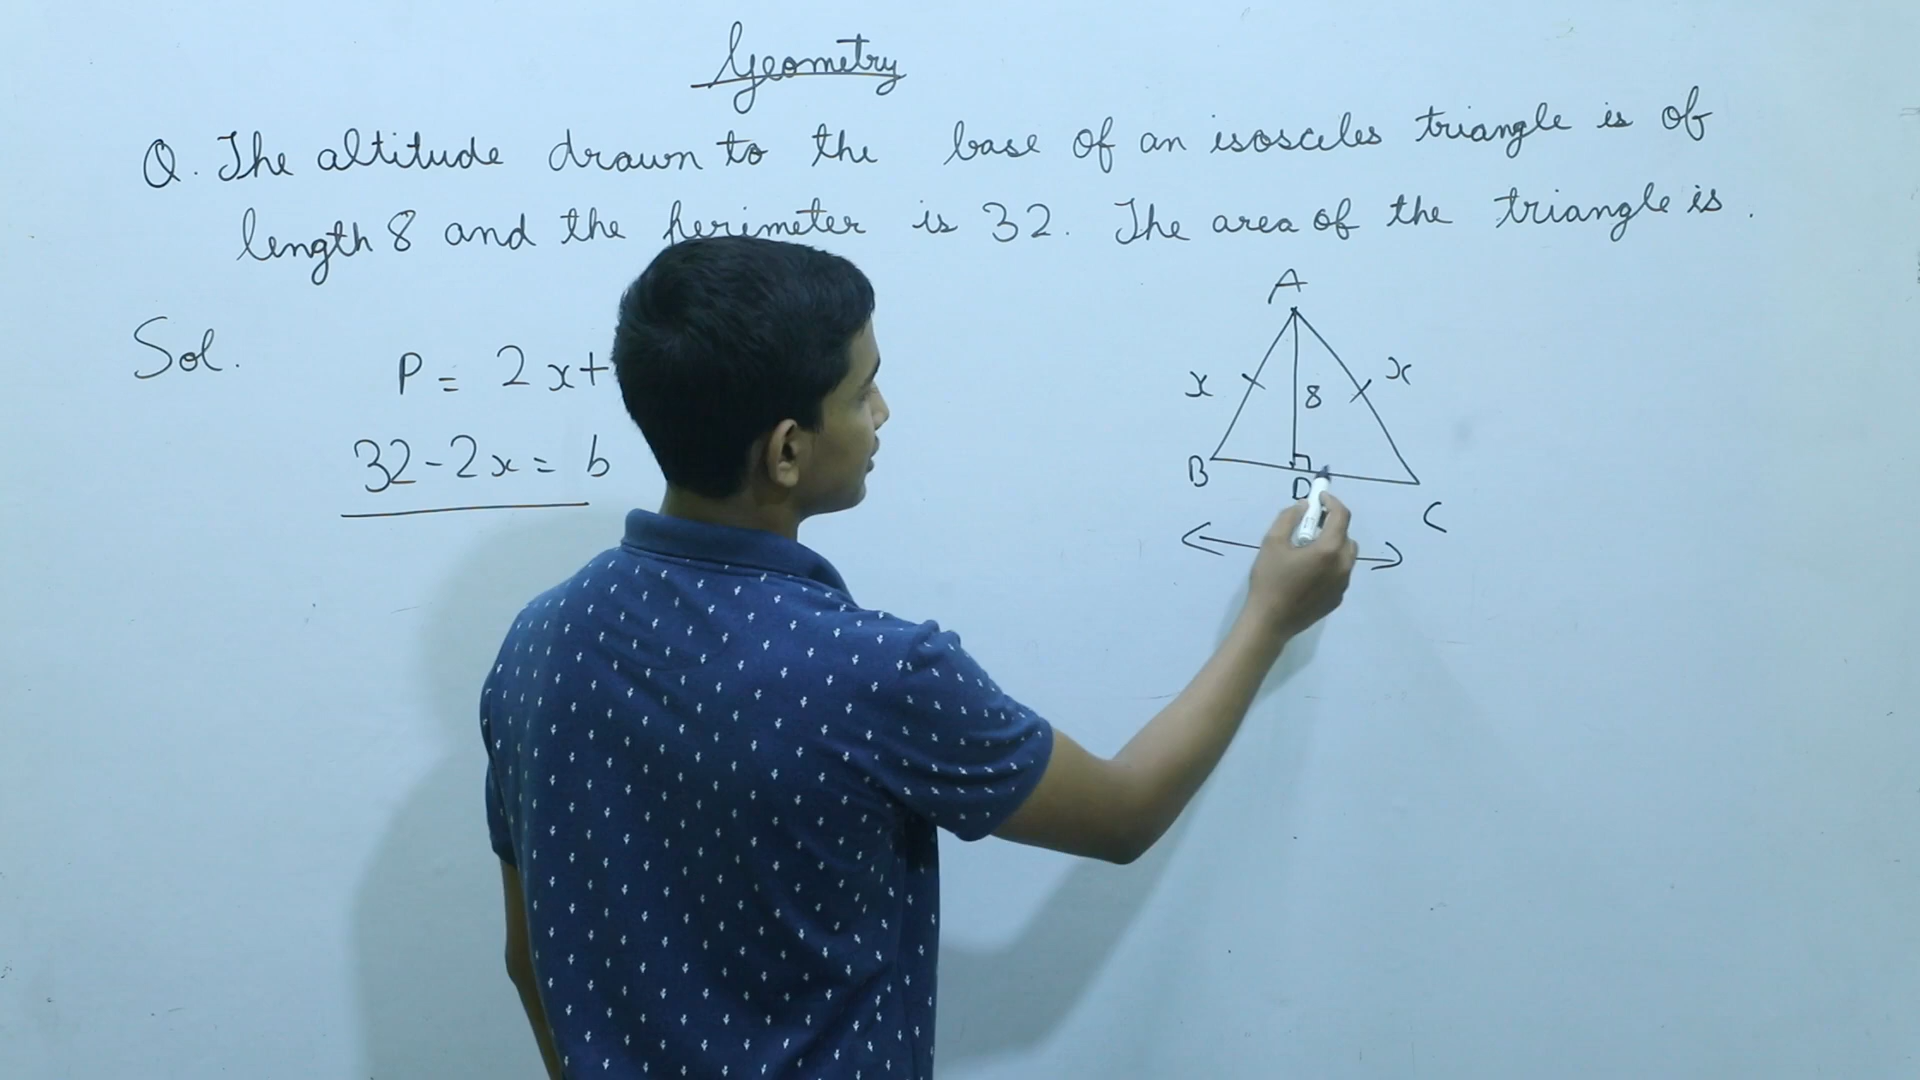 Geometry
Q. The altitude drawn to the base of an isosceles triangle is of
length 8 and the perimeter is 32. The area of the triangle is.
Sol.
P = 2x+
32-2x = b
A
x
x
8
B
D
C